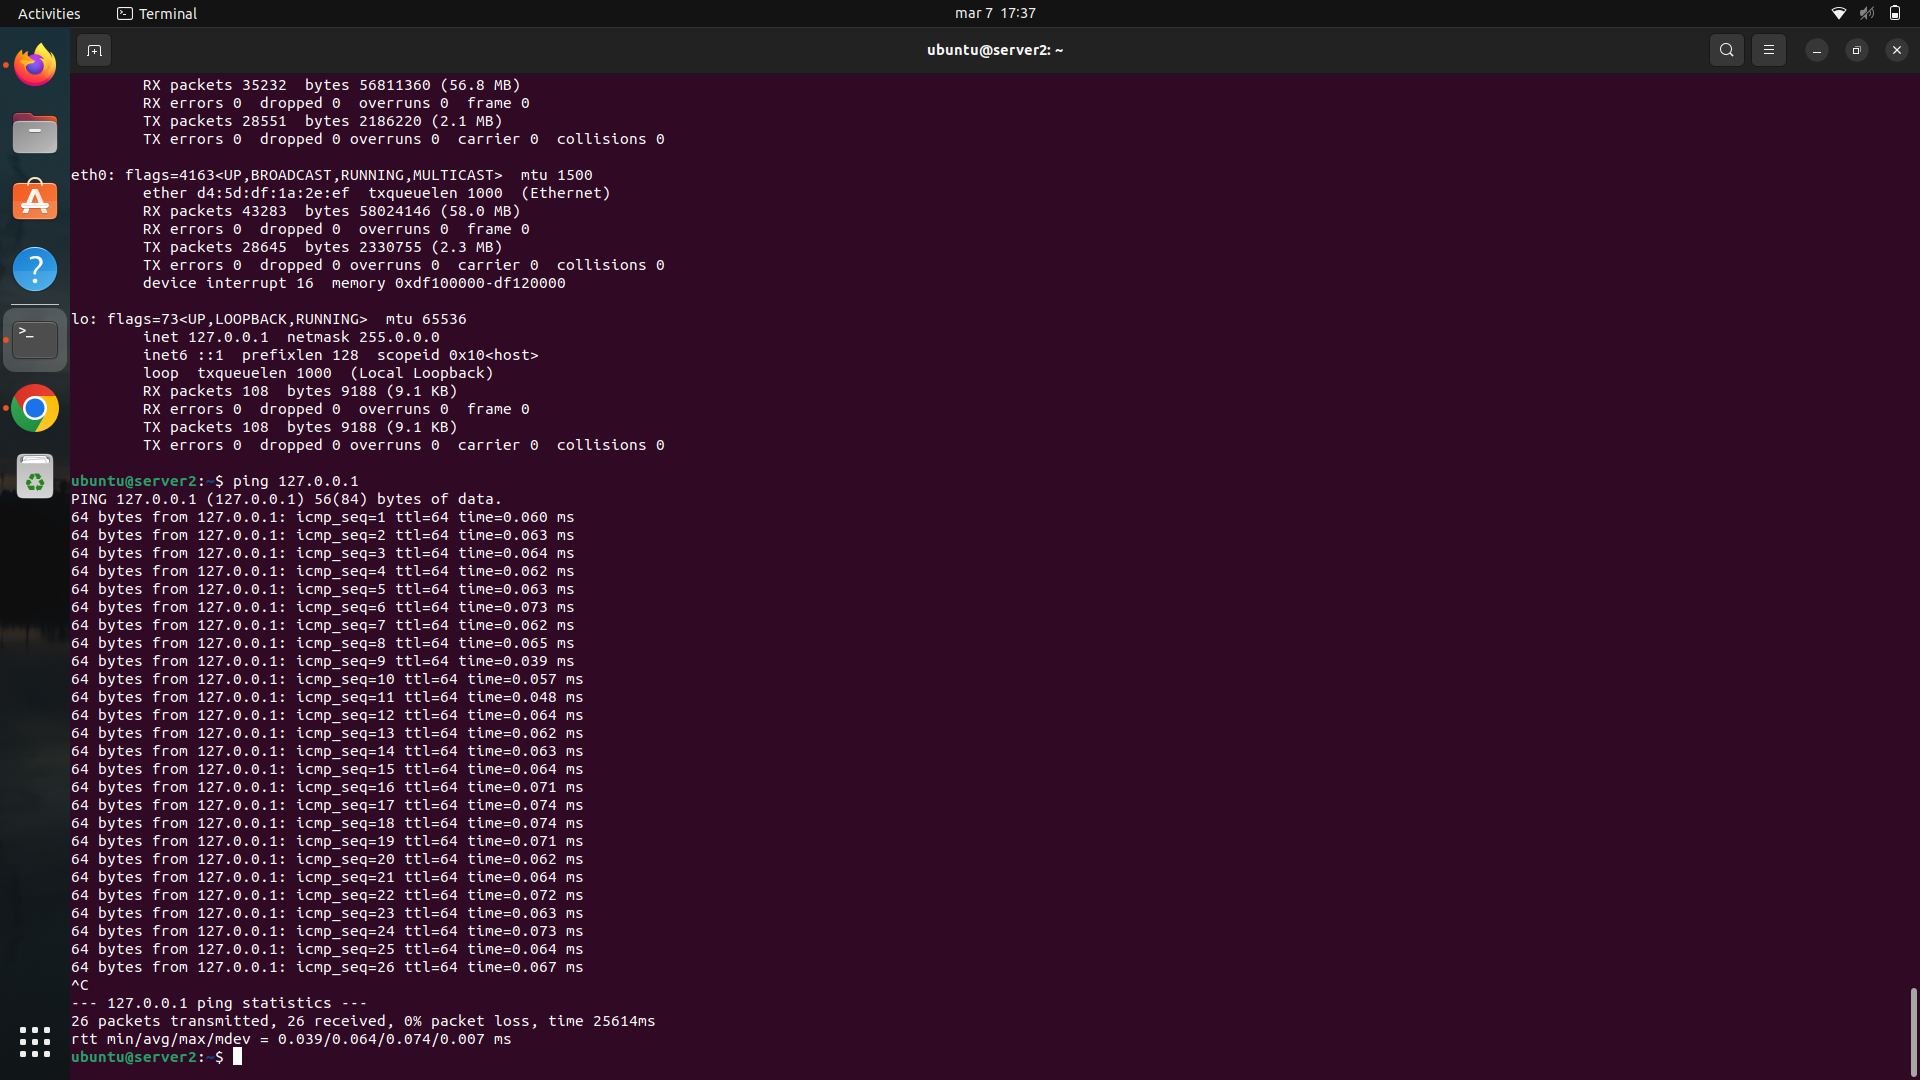 Activities
Terminal
mar 7 17:37
ubuntu@server2: ~
RX packets 35232  bytes 56811360 (56.8 MB)
RX errors 0  dropped 0  overruns 0  frame 0
TX packets 28551  bytes 2186220 (2.1 MB)
TX errors 0  dropped 0 overruns 0  carrier 0  collisions 0
eth0: flags=4163<UP,BROADCAST,RUNNING,MULTICAST>  mtu 1500
ether d4:5d:df:1a:2e:ef  txqueuelen 1000  (Ethernet)
RX packets 43283  bytes 58024146 (58.0 MB)
RX errors 0  dropped 0  overruns 0  frame 0
TX packets 28645  bytes 2330755 (2.3 MB)
TX errors 0  dropped 0 overruns 0  carrier 0  collisions 0
device interrupt 16  memory 0xdf100000-df120000
lo: flags=73<UP,LOOPBACK,RUNNING>  mtu 65536
inet 127.0.0.1  netmask 255.0.0.0
inet6 ::1  prefixlen 128  scopeid 0x10<host>
loop  txqueuelen 1000  (Local Loopback)
RX packets 108  bytes 9188 (9.1 KB)
RX errors 0  dropped 0  overruns 0  frame 0
TX packets 108  bytes 9188 (9.1 KB)
TX errors 0  dropped 0 overruns 0  carrier 0  collisions 0
ubuntu@server2:~$ ping 127.0.0.1
PING 127.0.0.1 (127.0.0.1) 56(84) bytes of data.
64 bytes from 127.0.0.1: icmp_seq=1 ttl=64 time=0.060 ms
64 bytes from 127.0.0.1: icmp_seq=2 ttl=64 time=0.063 ms
64 bytes from 127.0.0.1: icmp_seq=3 ttl=64 time=0.064 ms
64 bytes from 127.0.0.1: icmp_seq=4 ttl=64 time=0.062 ms
64 bytes from 127.0.0.1: icmp_seq=5 ttl=64 time=0.063 ms
64 bytes from 127.0.0.1: icmp_seq=6 ttl=64 time=0.073 ms
64 bytes from 127.0.0.1: icmp_seq=7 ttl=64 time=0.062 ms
64 bytes from 127.0.0.1: icmp_seq=8 ttl=64 time=0.065 ms
64 bytes from 127.0.0.1: icmp_seq=9 ttl=64 time=0.039 ms
64 bytes from 127.0.0.1: icmp_seq=10 ttl=64 time=0.057 ms
64 bytes from 127.0.0.1: icmp_seq=11 ttl=64 time=0.048 ms
64 bytes from 127.0.0.1: icmp_seq=12 ttl=64 time=0.064 ms
64 bytes from 127.0.0.1: icmp_seq=13 ttl=64 time=0.062 ms
64 bytes from 127.0.0.1: icmp_seq=14 ttl=64 time=0.063 ms
64 bytes from 127.0.0.1: icmp_seq=15 ttl=64 time=0.064 ms
64 bytes from 127.0.0.1: icmp_seq=16 ttl=64 time=0.071 ms
64 bytes from 127.0.0.1: icmp_seq=17 ttl=64 time=0.074 ms
64 bytes from 127.0.0.1: icmp_seq=18 ttl=64 time=0.074 ms
64 bytes from 127.0.0.1: icmp_seq=19 ttl=64 time=0.071 ms
64 bytes from 127.0.0.1: icmp_seq=20 ttl=64 time=0.062 ms
64 bytes from 127.0.0.1: icmp_seq=21 ttl=64 time=0.064 ms
64 bytes from 127.0.0.1: icmp_seq=22 ttl=64 time=0.072 ms
64 bytes from 127.0.0.1: icmp_seq=23 ttl=64 time=0.063 ms
64 bytes from 127.0.0.1: icmp_seq=24 ttl=64 time=0.073 ms
64 bytes from 127.0.0.1: icmp_seq=25 ttl=64 time=0.064 ms
64 bytes from 127.0.0.1: icmp_seq=26 ttl=64 time=0.067 ms
^C
--- 127.0.0.1 ping statistics ---
26 packets transmitted, 26 received, 0% packet loss, time 25614ms
rtt min/avg/max/mdev = 0.039/0.064/0.074/0.007 ms
ubuntu@server2:~$